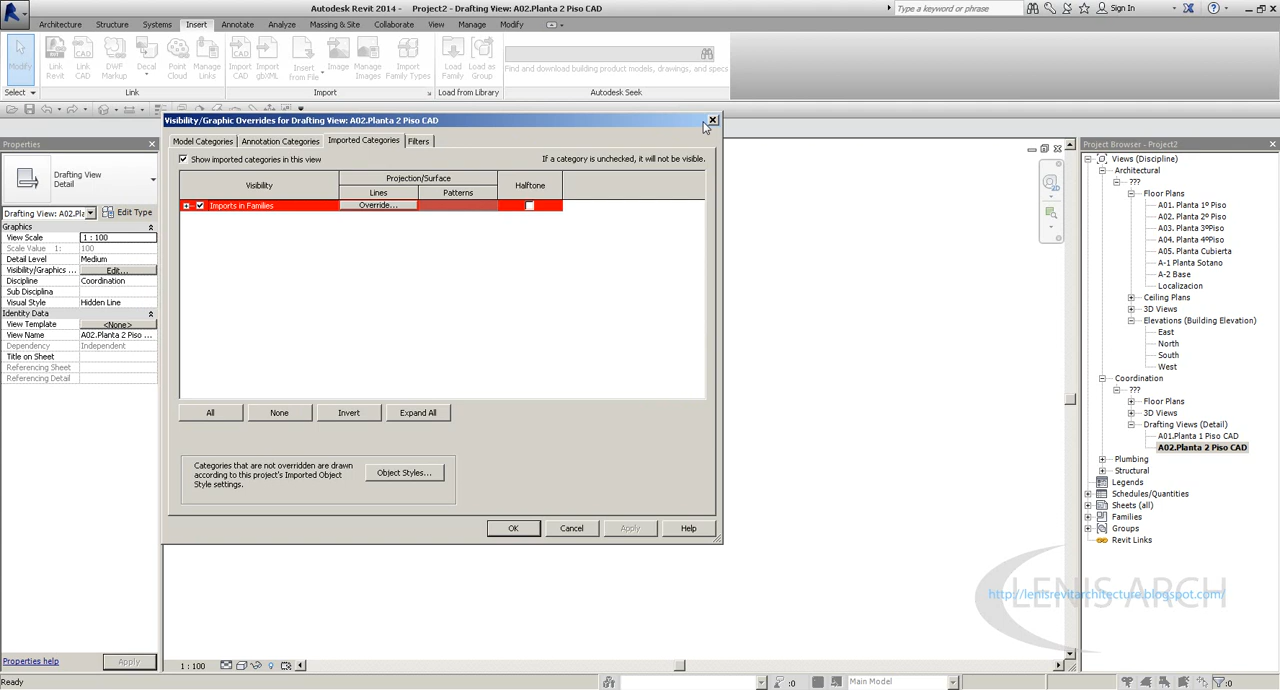 Autodesk Revit 2014 - Project2 - Drafting View: A02.Planta 2 Piso CAD
Type a keyword or phrase
Sign In
Architecture Structure Systems Insert Annotate Analyze Massing & Site Collaborate View Manage Modify
Modify
Link Revit
Link CAD
DWF Markup
Decal
Point Cloud
Manage Links
Import CAD
Import gbXML
Insert from File
Image
Manage Images
Import Family Types
Load Family
Load as Group
Find and download building product models, drawings, and specs
Select
Link
Import
Load from Library
Autodesk Seek
Properties
Drafting View
Detail
Drafting View: A02.Pla
Edit Type
Graphics
View Scale 1 : 100
Scale Value 1: 100
Detail Level Medium
Visibility/Graphics ... Edit...
Discipline Coordination
Sub Disciplina
Visual Style Hidden Line
Identity Data
View Template <None>
View Name A02.Planta 2 Piso ...
Dependency Independent
Title on Sheet
Referencing Sheet
Referencing Detail
Properties help
Apply
Visibility/Graphic Overrides for Drafting View: A02.Planta 2 Piso CAD
Model Categories Annotation Categories Imported Categories Filters
Show imported categories in this view
If a category is unchecked, it will not be visible.
Visibility
Projection/Surface
Lines
Patterns
Halftone
Imports in Families
Override...
All
None
Invert
Expand All
Categories that are not overridden are drawn
according to this project's Imported Object
Style settings.
Object Styles...
OK
Cancel
Apply
Help
Project Browser - Project2
Views (Discipline)
Architectural
???
Floor Plans
A01. Planta 1º Piso
A02. Planta 2º Piso
A03. Planta 3ºPiso
A04. Planta 4ºPiso
A05. Planta Cubierta
A-1 Planta Sotano
A-2 Base
Localizacion
Ceiling Plans
3D Views
Elevations (Building Elevation)
East
North
South
West
Coordination
???
Floor Plans
3D Views
Drafting Views (Detail)
A01.Planta 1 Piso CAD
A02.Planta 2 Piso CAD
Plumbing
Structural
Legends
Schedules/Quantities
Sheets (all)
Families
Groups
Revit Links
LENIS ARCH
http://lenisrevitarchitecture.blogspot.com/
1 : 100
Ready
:0
Main Model
:0